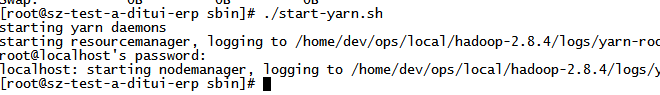 Swap: 0B 0B 0B
[root@sz-test-a-ditui-erp sbin]# ./start-yarn.sh
starting yarn daemons
starting resourcemanager, logging to /home/dev/ops/local/hadoop-2.8.4/logs/yarn-roo
root@localhost's password:
localhost: starting nodemanager, logging to /home/dev/ops/local/hadoop-2.8.4/logs/y
[root@sz-test-a-ditui-erp sbin]#